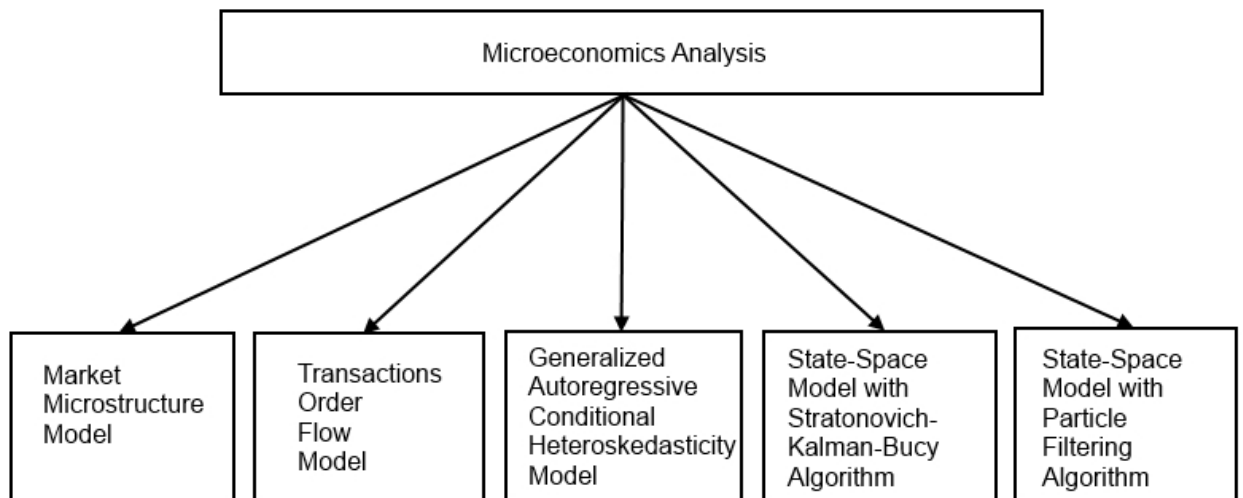 Microeconomics Analysis
Market
Microstructure
Model
Transactions
Order
Flow
Model
Generalized
Autoregressive
Conditional
Heteroskedasticity
Model
State-Space
Model with
Stratonovich-
Kalman-Bucy
Algorithm
State-Space
Model with
Particle
Filtering
Algorithm